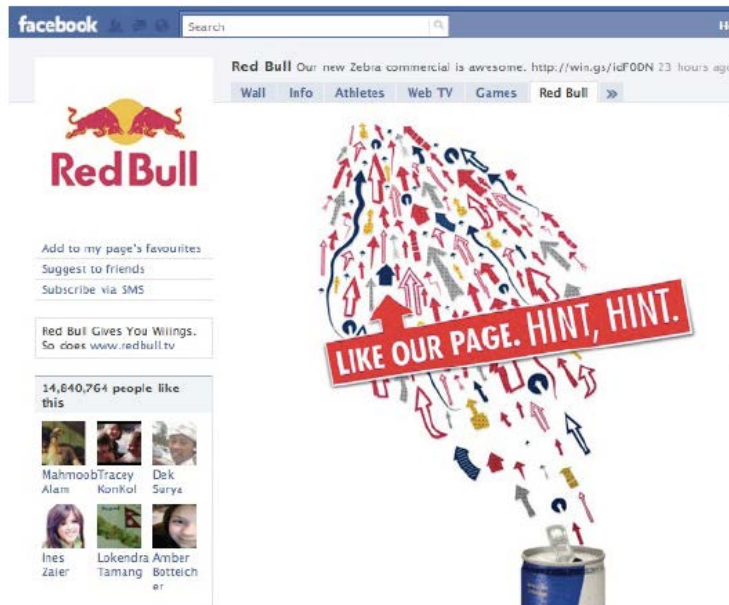 facebook
Search
Red Bull Our new Zebra commercial is awesome. http://win.gs/idF0DN 23 hours ago
Wall Info Athletes Web TV Games Red Bull »
Red Bull
Add to my page's favourites
Suggest to friends
Subscribe via SMS
Red Bull Gives You Wiiings.
So does www.redbull.tv
14,840,764 people like
this
Mahmoob Tracey Dek
Alam KonKol Surya
Ines Lokendra Amber
Zaier Tamang Botteich
er
LIKE OUR PAGE. HINT, HINT.